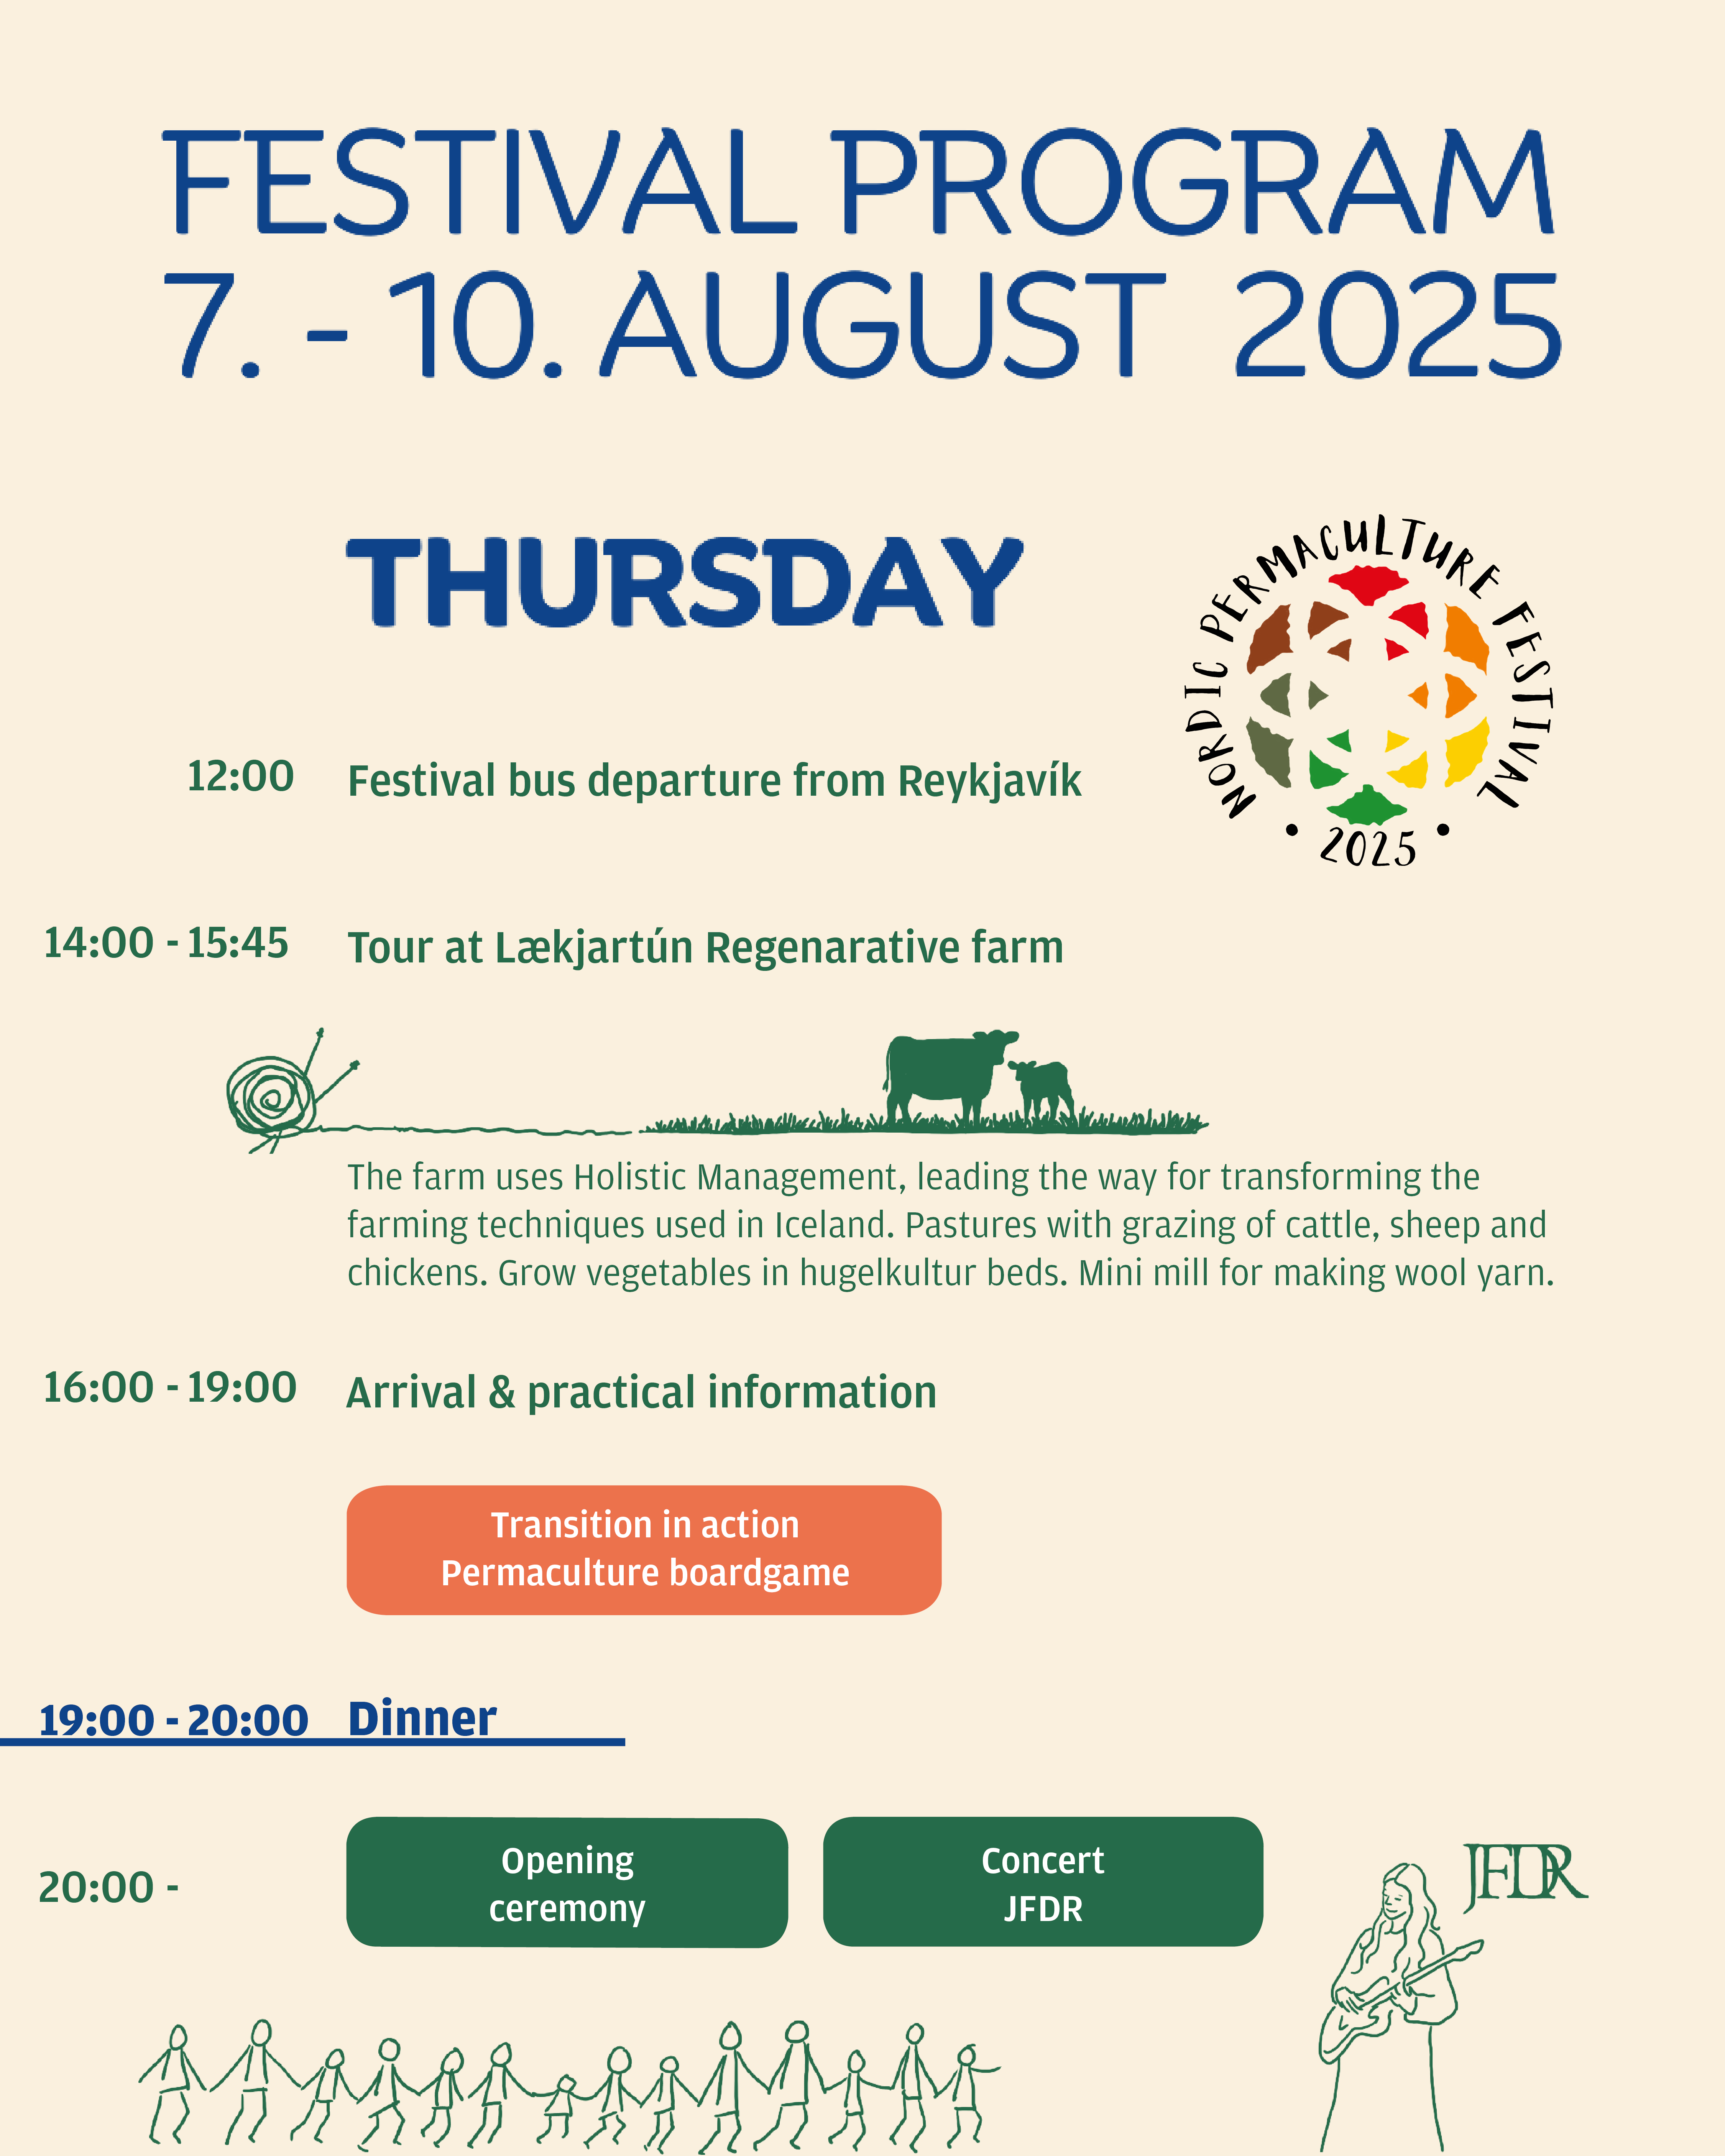 FESTIVAL PROGRAM
7. - 10. AUGUST 2025
THURSDAY
NORDIC PERMACULTURE FESTIVAL
• 2025 •
12:00 Festival bus departure from Reykjavík
14:00 - 15:45 Tour at Lækjartún Regenarative farm
The farm uses Holistic Management, leading the way for transforming the
farming techniques used in Iceland. Pastures with grazing of cattle, sheep and
chickens. Grow vegetables in hugelkultur beds. Mini mill for making wool yarn.
16:00 - 19:00 Arrival & practical information
Transition in action
Permaculture boardgame
19:00 - 20:00 Dinner
20:00 -
Opening
ceremony
Concert
JFDR
JFDR